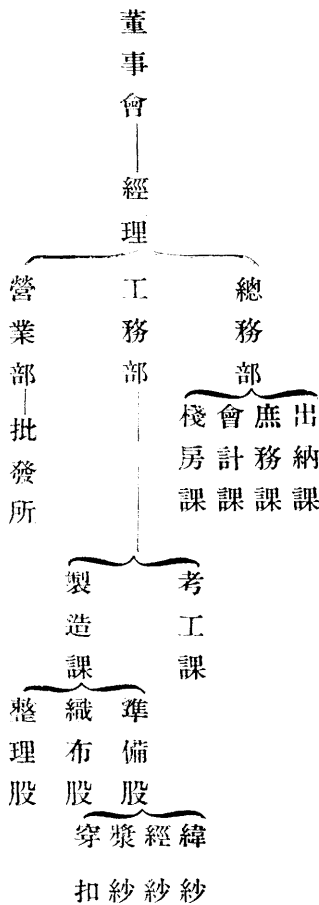 董事會
經理
總務部
出納課
庶務課
會計課
棧房課
工務部
考工課
製造課
準備股
緯紗
經紗
漿紗
穿扣
織布股
整理股
營業部
批發所